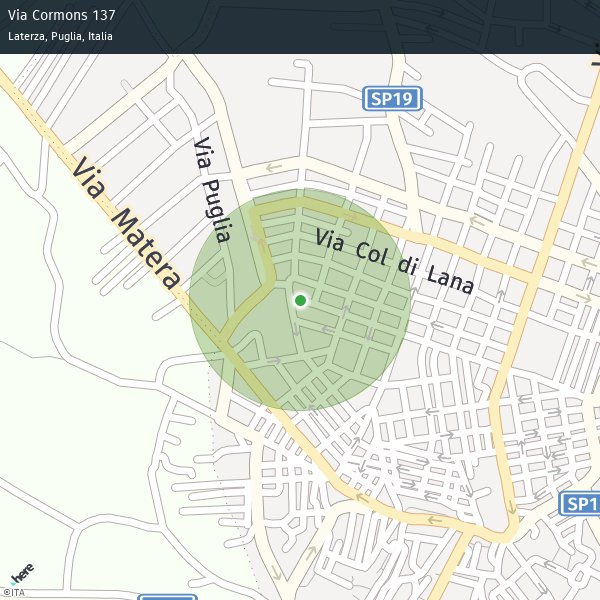 Via Cormons 137
Laterza, Puglia, Italia
SP19
Via Puglia
Via Matera
Via Col di Lana
SP1
here
©ITA